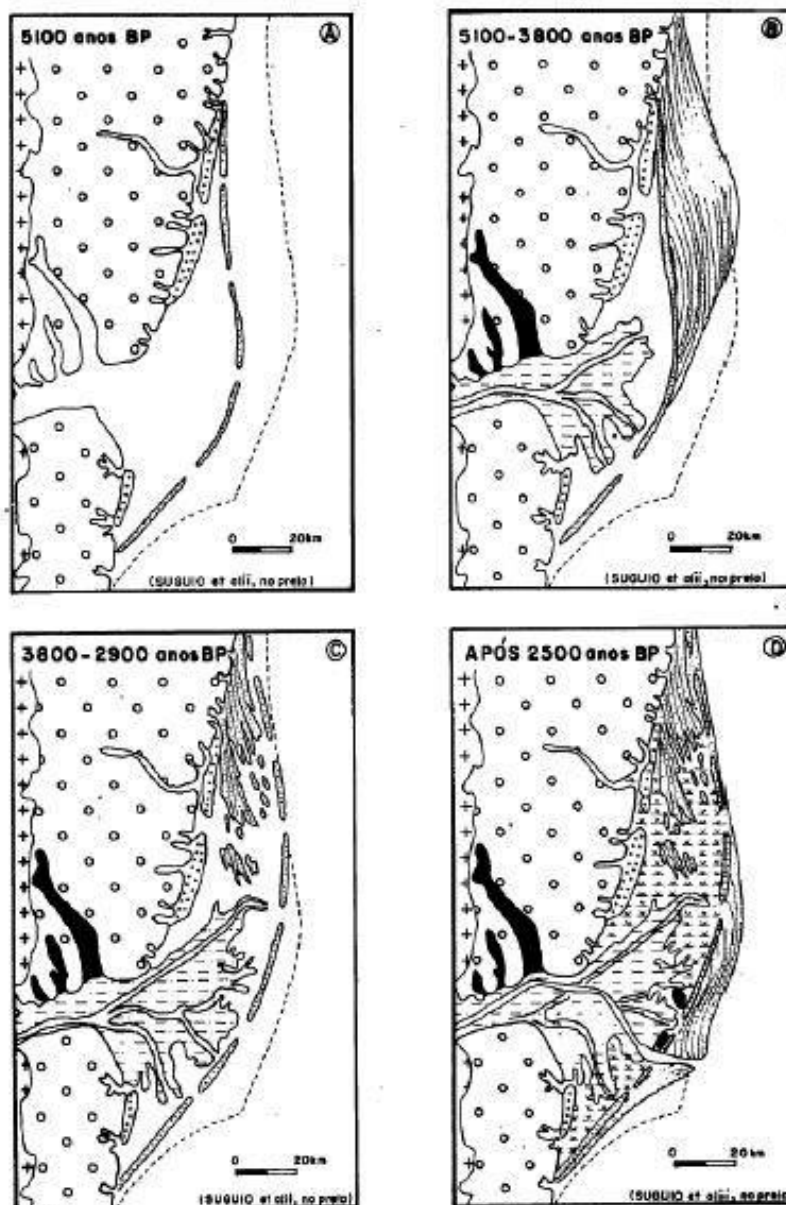 5100 anos BP A
0 20km
(SUGUIO et alii, no prelo)
5100-3800 anos BP B
0 20km
(SUGUIO et alii, no prelo)
3800-2900 anos BP C
0 20km
(SUGUIO et alii, no prelo)
APÓS 2500 anos BP D
0 20km
(SUGUIO et alii, no prelo)